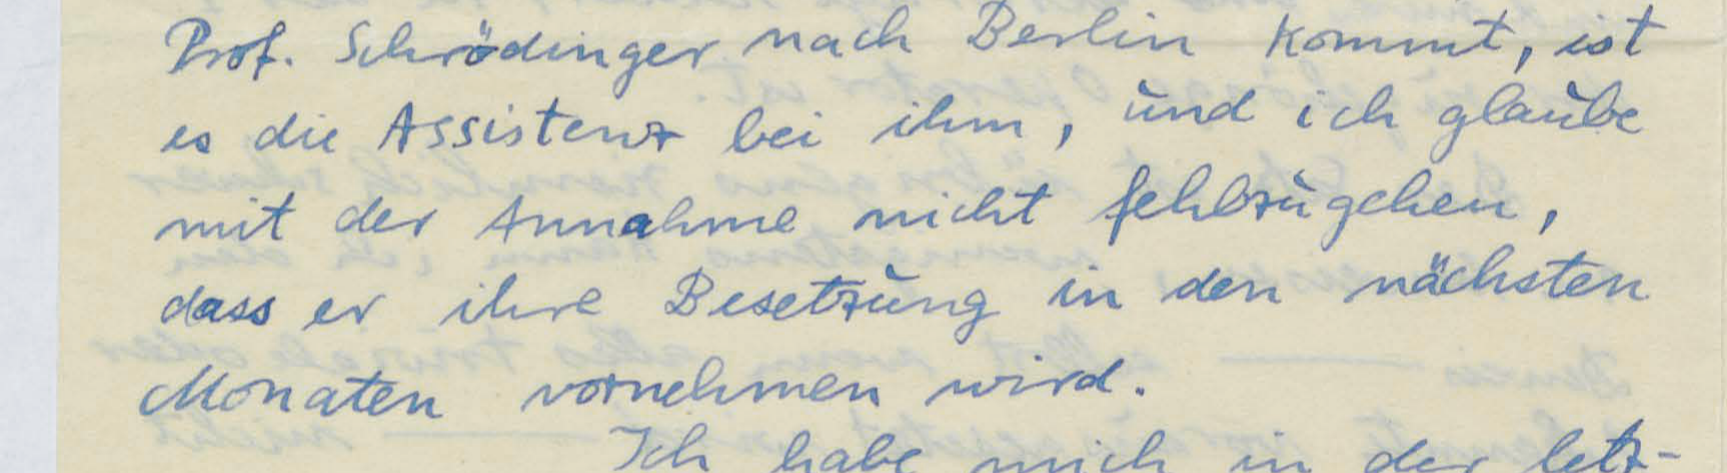 Prof. Schrödinger nach Berlin kommt, ist
es die Assistenz bei ihm, und ich glaube
mit der Annahme nicht fehlzugehen,
dass er ihre Besetzung in den nächsten
Monaten vornehmen wird.
Ich habe mich in der letz-